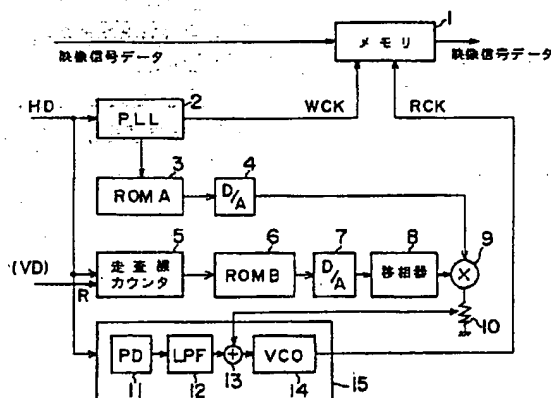 1
メモリ
映像信号データ
映像信号データ
HD
2
PLL
WCK
RCK
3
4
ROM A
D/A
5
6
7
8
9
(VD)
R
走査線
カウンタ
ROM B
D/A
移相器
×
10
PD
LPF
+
VCO
11
12
13
14
15